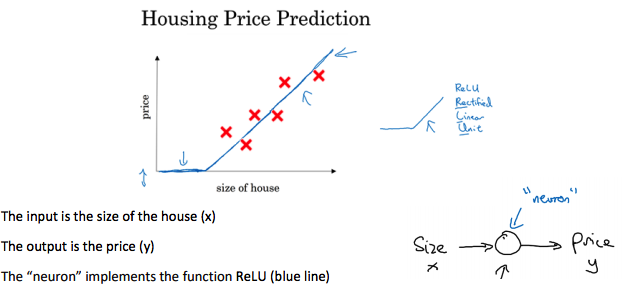 Housing Price Prediction
price
size of house
ReLU
Rectified
Linear
Unit
The input is the size of the house (x)
The output is the price (y)
The “neuron” implements the function ReLU (blue line)
"neuron"
Size
x
price
y